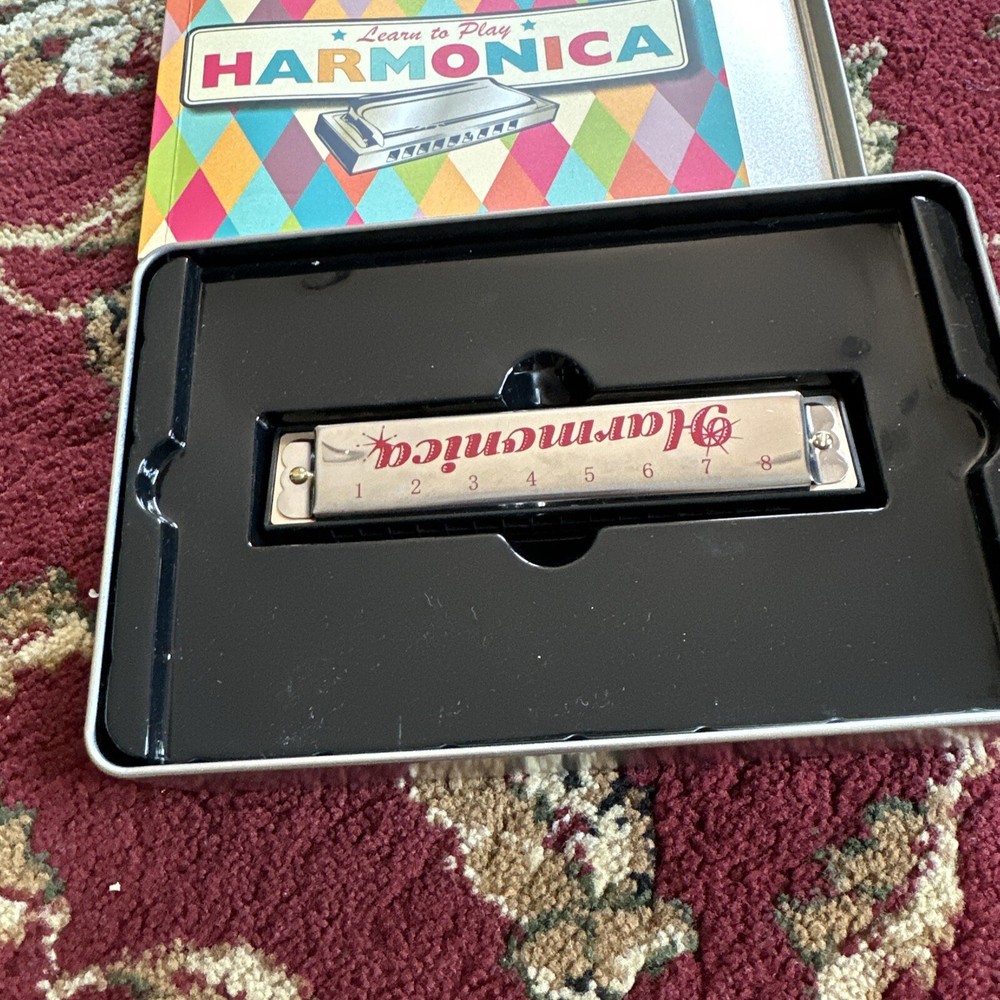 Learn to Play
HARMONICA
Harmonica
1 2 3 4 5 6 7 8